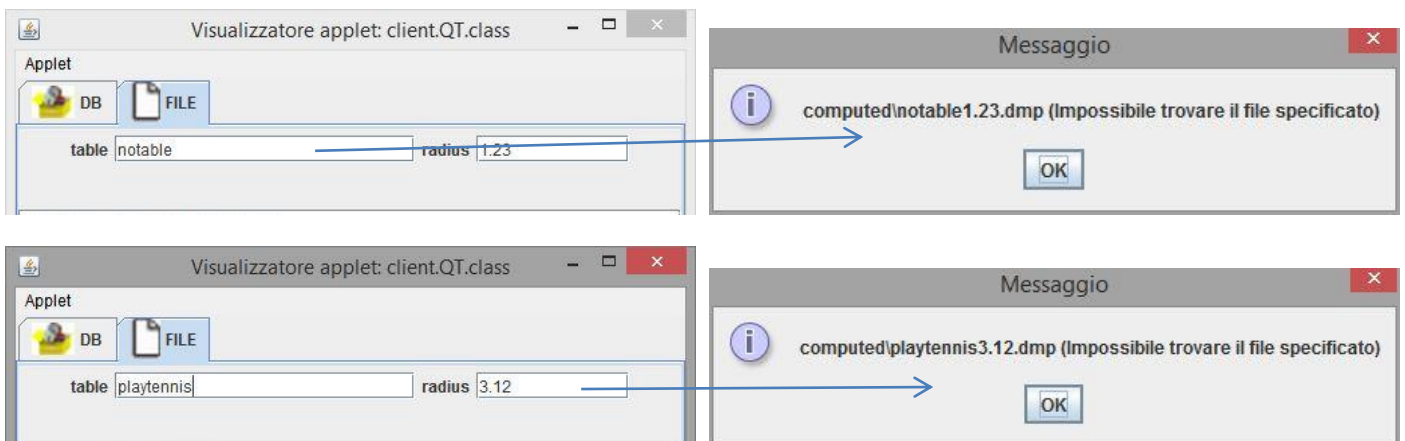 Visualizzatore applet: client.QT.class
Applet
DB FILE
table notable radius 1.23
Messaggio
computed\notable1.23.dmp (Impossibile trovare il file specificato)
OK
Visualizzatore applet: client.QT.class
Applet
DB FILE
table playtennis radius 3.12
Messaggio
computed\playtennis3.12.dmp (Impossibile trovare il file specificato)
OK